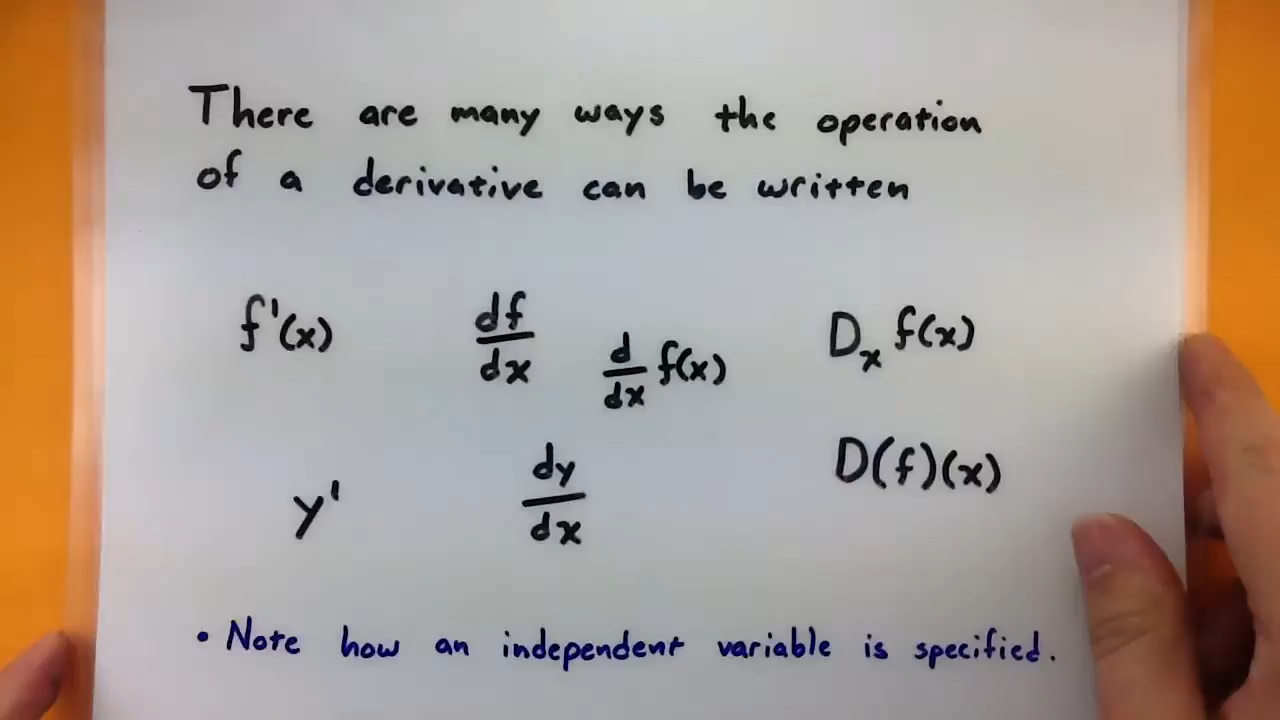 There are many ways the operation
of a derivative can be written
f'(x) df/dx d/dx f(x) Dₓ f(x)
y' dy/dx D(f)(x)
• Note how an independent variable is specified.